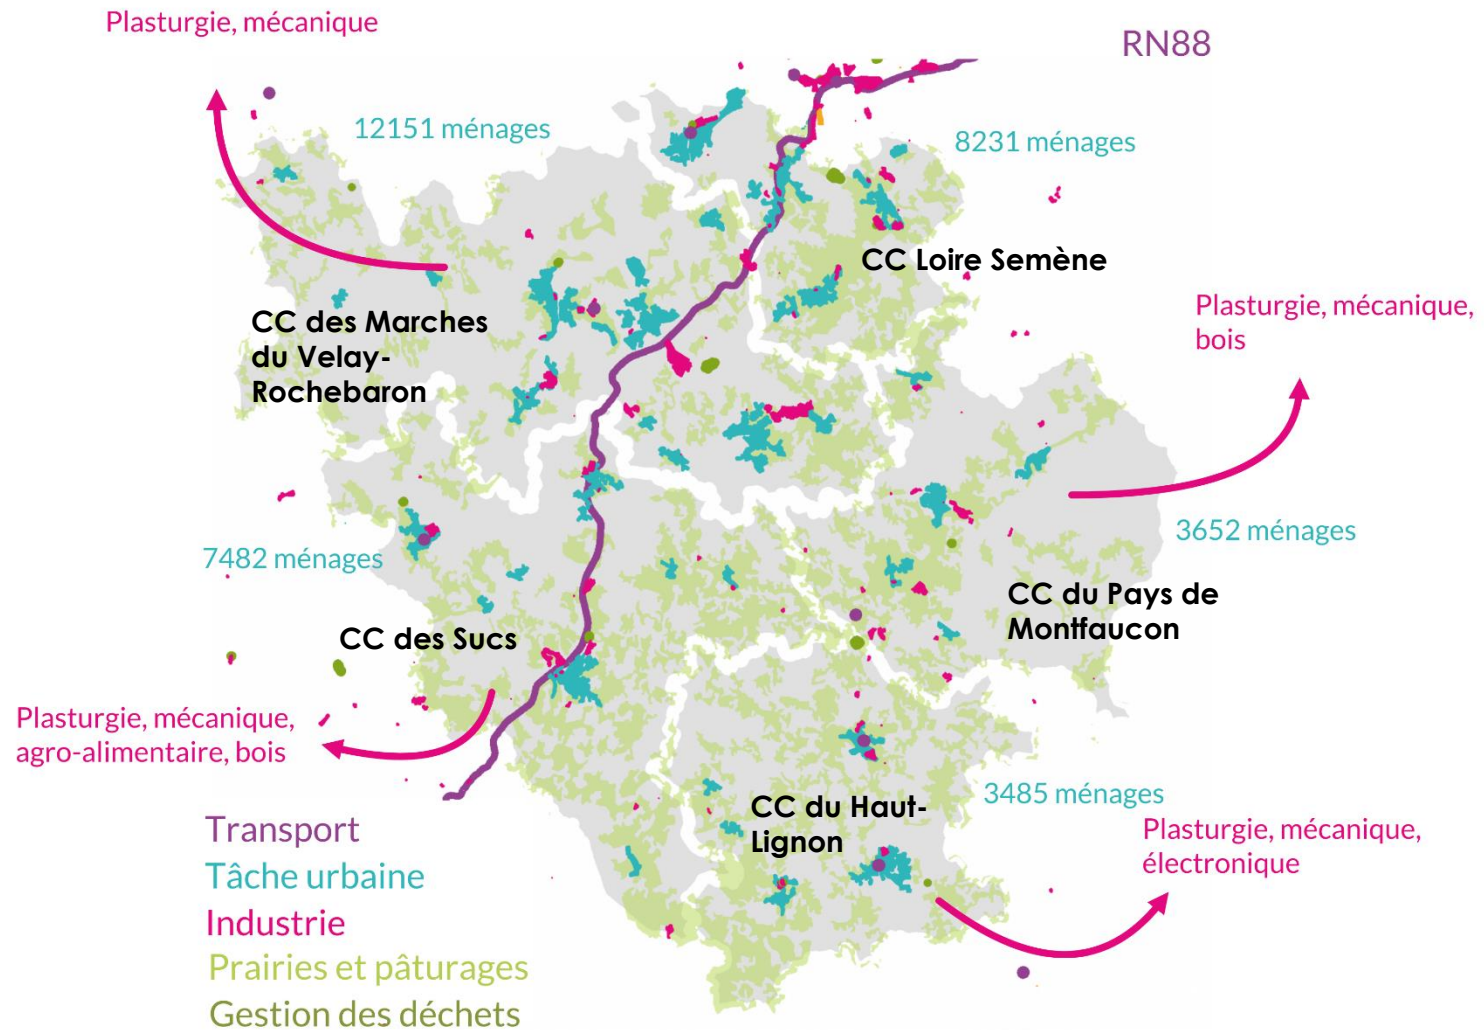 Plasturgie, mécanique
RN88
12151 ménages
8231 ménages
CC Loire Semène
Plasturgie, mécanique,
bois
CC des Marches
du Velay-
Rochebaron
7482 ménages
3652 ménages
CC du Pays de
Montfaucon
CC des Sucs
Plasturgie, mécanique,
agro-alimentaire, bois
3485 ménages
CC du Haut-
Lignon
Plasturgie, mécanique,
électronique
Transport
Tâche urbaine
Industrie
Prairies et pâturages
Gestion des déchets